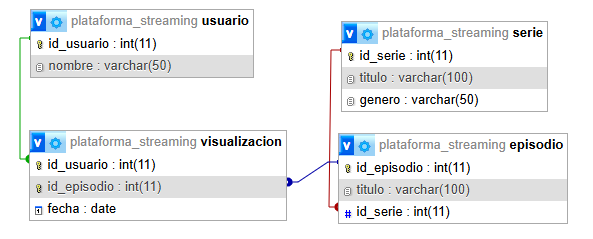 plataforma_streaming usuario
id_usuario : int(11)
nombre : varchar(50)
plataforma_streaming serie
id_serie : int(11)
titulo : varchar(100)
genero : varchar(50)
plataforma_streaming visualizacion
id_usuario : int(11)
id_episodio : int(11)
fecha : date
plataforma_streaming episodio
id_episodio : int(11)
titulo : varchar(100)
# id_serie : int(11)